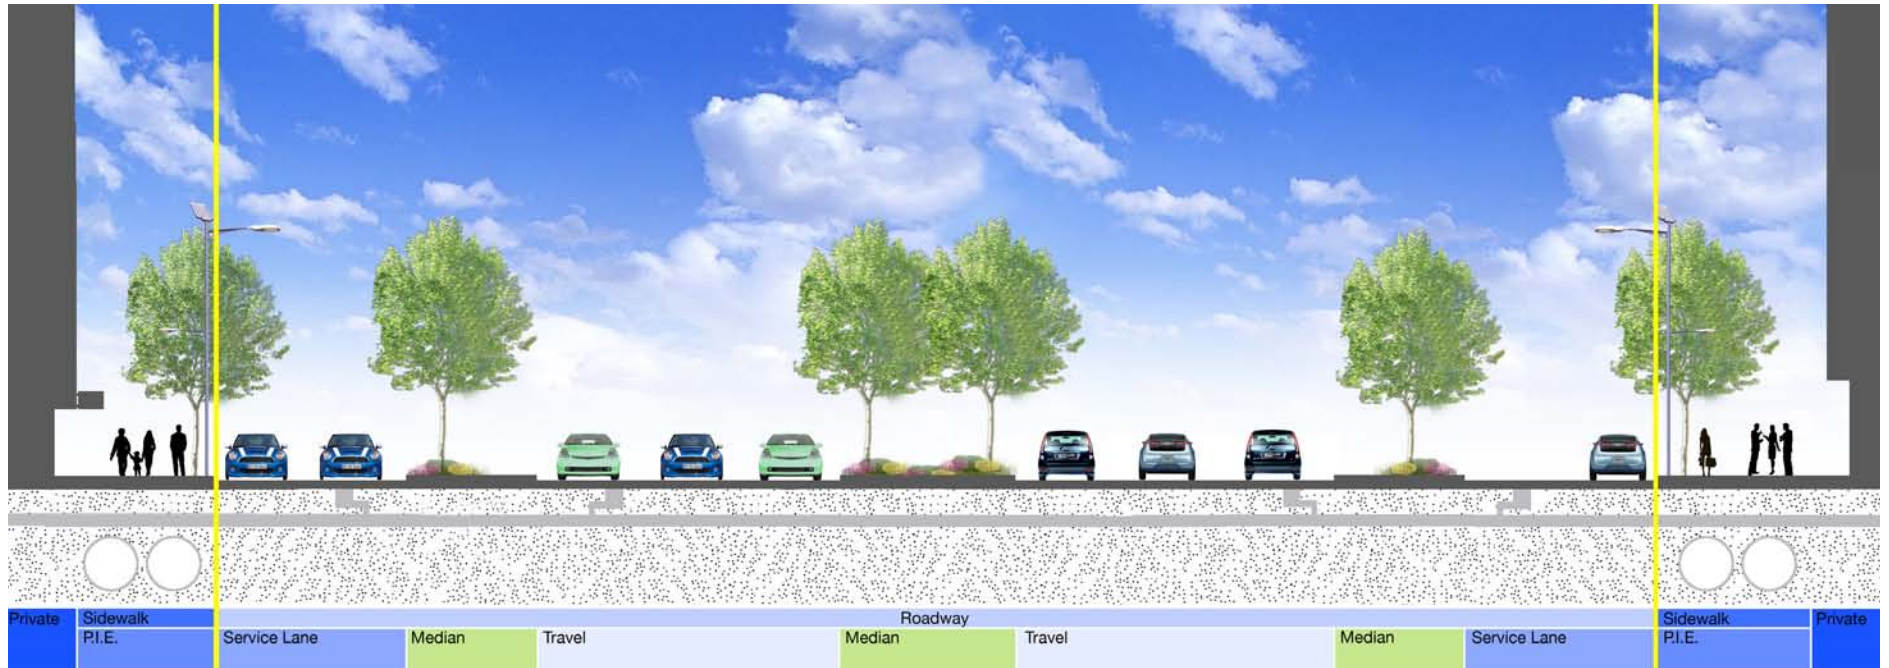 Private
Sidewalk
Roadway
Sidewalk
Private
P.I.E.
Service Lane
Median
Travel
Median
Travel
Median
Service Lane
P.I.E.